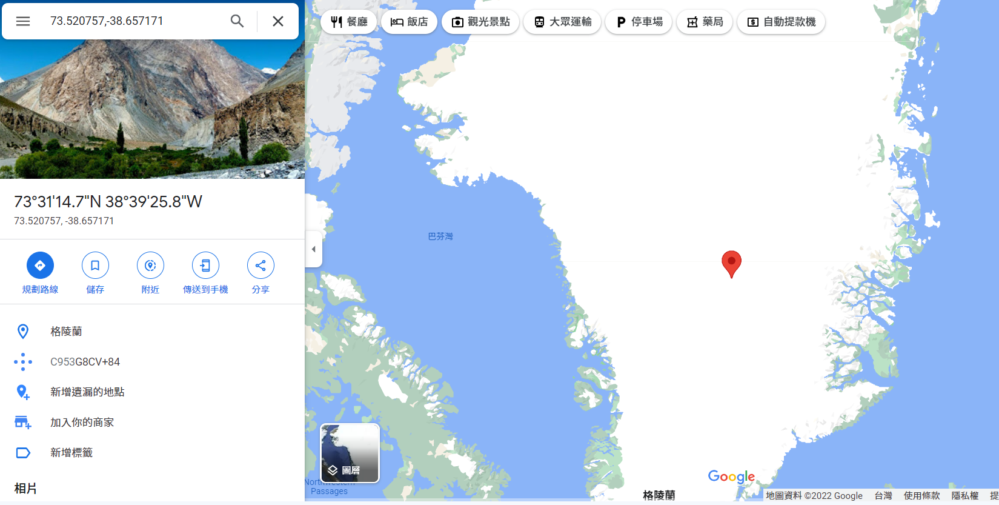 73.520757,-38.657171
餐廳
飯店
觀光景點
大眾運輸
停車場
藥局
自動提款機
73°31'14.7"N 38°39'25.8"W
73.520757, -38.657171
規劃路線
儲存
附近
傳送到手機
分享
格陵蘭
C953G8CV+84
新增遺漏的地點
加入你的商家
新增標籤
相片
巴芬灣
圖層
Northwestern
Passages
格陵蘭
Google
地圖資料 ©2022 Google 台灣 使用條款 隱私權 提